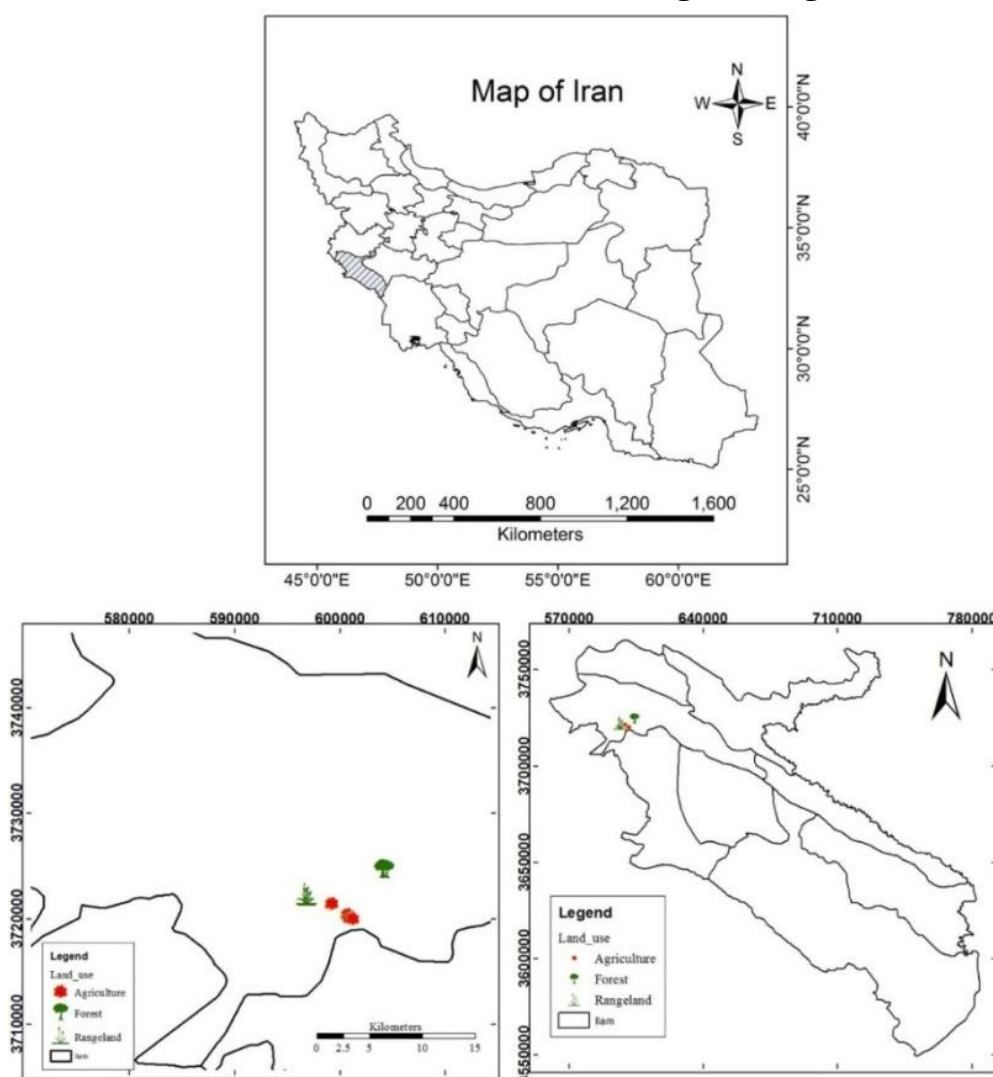 Map of Iran
N
W E
S
40°0'0"N
35°0'0"N
30°0'0"N
25°0'0"N
0 200 400 800 1,200 1,600
Kilometers
45°0'0"E 50°0'0"E 55°0'0"E 60°0'0"E
580000 590000 600000 610000
N
3740000
3730000
3720000
3710000
Legend
Land_use
Agriculture
Forest
Rangeland
Ilam
Kilometers
0 2.5 5 10 15
570000 640000 710000 780000
N
3750000
3700000
3650000
3600000
3550000
Legend
Land_use
Agriculture
Forest
Rangeland
Ilam